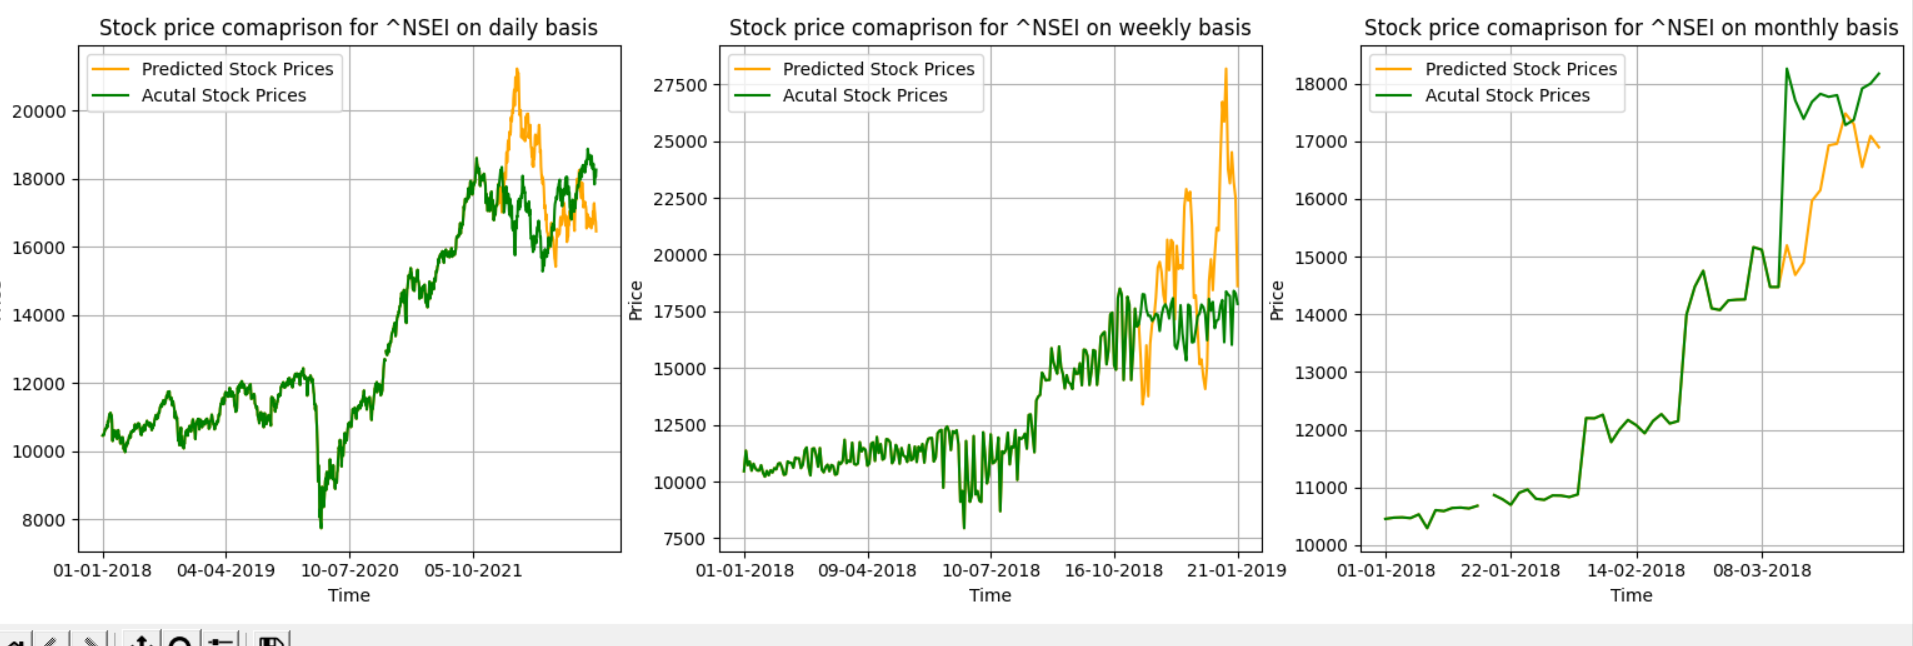 Stock price comaprison for ^NSEI on daily basis
Predicted Stock Prices
Acutal Stock Prices
20000
18000
16000
14000
12000
10000
8000
01-01-2018 04-04-2019 10-07-2020 05-10-2021
Time
Stock price comaprison for ^NSEI on weekly basis
Predicted Stock Prices
Acutal Stock Prices
Price
27500
25000
22500
20000
17500
15000
12500
10000
7500
01-01-2018 09-04-2018 10-07-2018 16-10-2018 21-01-2019
Time
Stock price comaprison for ^NSEI on monthly basis
Predicted Stock Prices
Acutal Stock Prices
Price
18000
17000
16000
15000
14000
13000
12000
11000
10000
01-01-2018 22-01-2018 14-02-2018 08-03-2018
Time